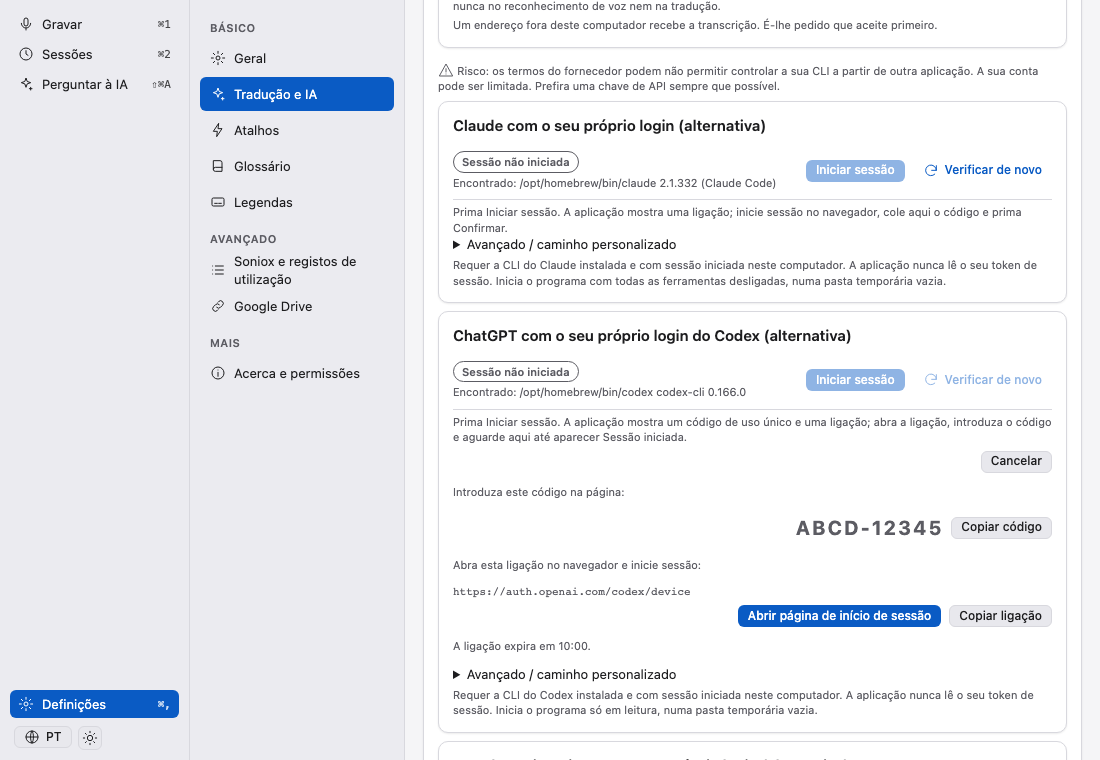 Gravar ⌘1
Sessões ⌘2
Perguntar à IA ⇧⌘A
Definições ⌘,
PT
BÁSICO
Geral
Tradução e IA
Atalhos
Glossário
Legendas
AVANÇADO
Soniox e registos de
utilização
Google Drive
MAIS
Acerca e permissões
nunca no reconhecimento de voz nem na tradução.
Um endereço fora deste computador recebe a transcrição. É-lhe pedido que aceite primeiro.
Risco: os termos do fornecedor podem não permitir controlar a sua CLI a partir de outra aplicação. A sua conta
pode ser limitada. Prefira uma chave de API sempre que possível.
Claude com o seu próprio login (alternativa)
Sessão não iniciada
Encontrado: /opt/homebrew/bin/claude 2.1.332 (Claude Code)
Iniciar sessão
Verificar de novo
Prima Iniciar sessão. A aplicação mostra uma ligação; inicie sessão no navegador, cole aqui o código e prima
Confirmar.
Avançado / caminho personalizado
Requer a CLI do Claude instalada e com sessão iniciada neste computador. A aplicação nunca lê o seu token de
sessão. Inicia o programa com todas as ferramentas desligadas, numa pasta temporária vazia.
ChatGPT com o seu próprio login do Codex (alternativa)
Sessão não iniciada
Encontrado: /opt/homebrew/bin/codex codex-cli 0.166.0
Iniciar sessão
Verificar de novo
Prima Iniciar sessão. A aplicação mostra um código de uso único e uma ligação; abra a ligação, introduza o código
e aguarde aqui até aparecer Sessão iniciada.
Cancelar
Introduza este código na página:
ABCD-12345
Copiar código
Abra esta ligação no navegador e inicie sessão:
https://auth.openai.com/codex/device
Abrir página de início de sessão
Copiar ligação
A ligação expira em 10:00.
Avançado / caminho personalizado
Requer a CLI do Codex instalada e com sessão iniciada neste computador. A aplicação nunca lê o seu token de
sessão. Inicia o programa só em leitura, numa pasta temporária vazia.